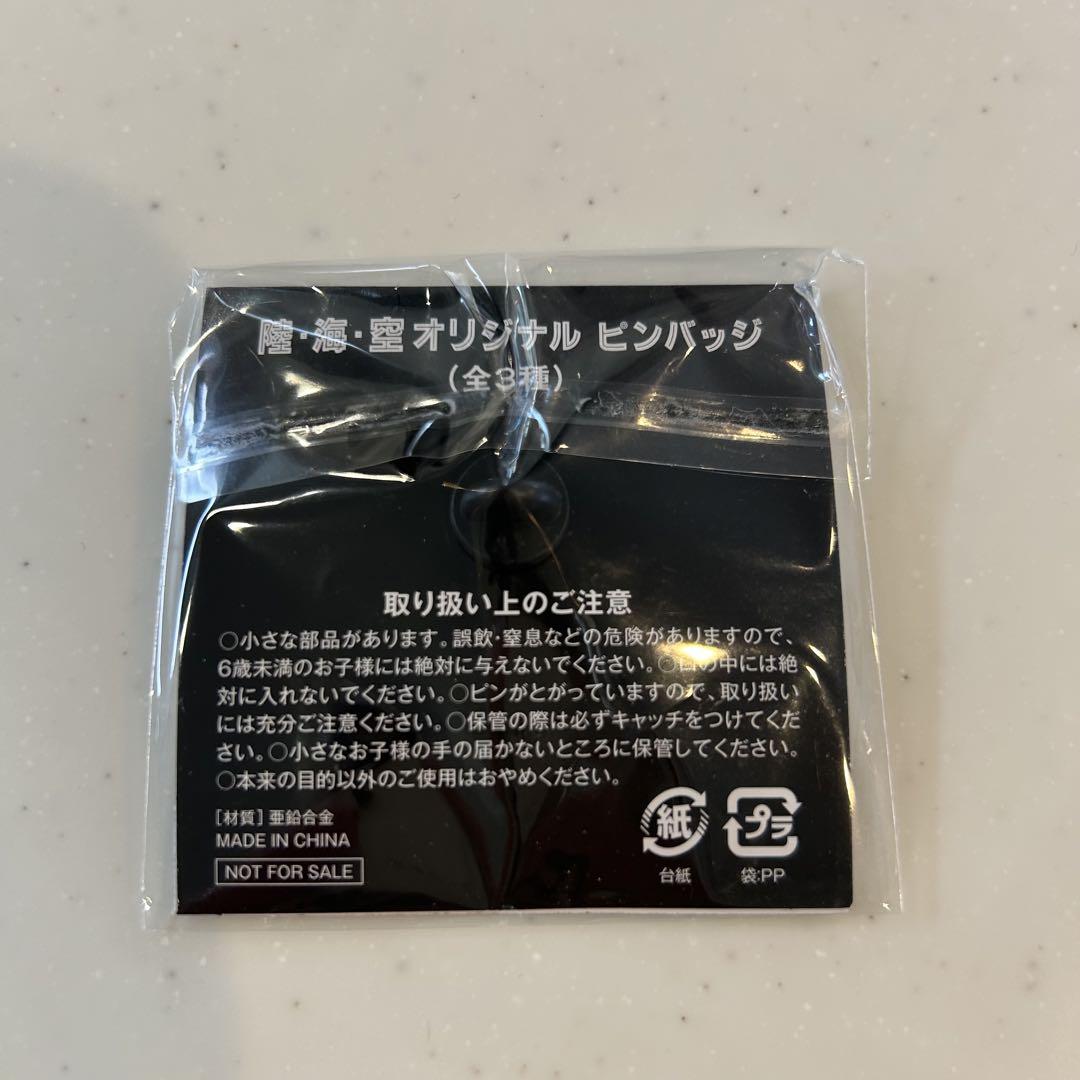 陸・海・空オリジナル ピンバッジ
(全3種)
取り扱い上のご注意
○小さな部品があります。誤飲・窒息などの危険がありますので、
6歳未満のお子様には絶対に与えないでください。○口の中には絶
対に入れないでください。○ピンがとがっていますので、取り扱い
には充分ご注意ください。○保管の際は必ずキャッチをつけてくだ
さい。○小さなお子様の手の届かないところに保管してください。
○本来の目的以外のご使用はおやめください。
[材質] 亜鉛合金
MADE IN CHINA
NOT FOR SALE
紙
台紙
プラ
袋:PP